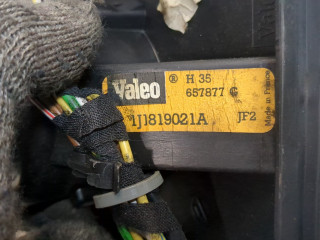 Valeo
® H 35
657877 C
1J1819021A JF2
Made in France